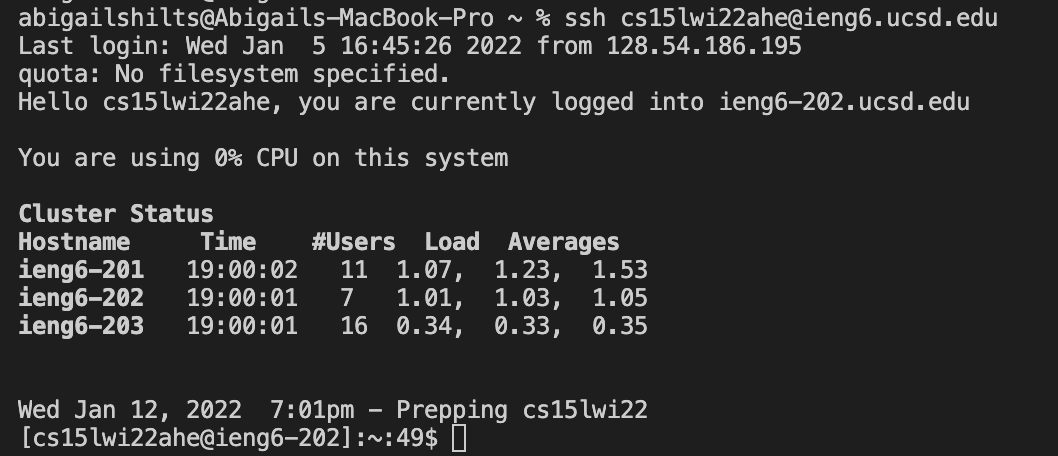 abigailshilts@Abigails-MacBook-Pro ~ % ssh cs15lwi22ahe@ieng6.ucsd.edu
Last login: Wed Jan  5 16:45:26 2022 from 128.54.186.195
quota: No filesystem specified.
Hello cs15lwi22ahe, you are currently logged into ieng6-202.ucsd.edu
You are using 0% CPU on this system
Cluster Status
Hostname     Time    #Users  Load  Averages
ieng6-201   19:00:02   11  1.07,  1.23,  1.53
ieng6-202   19:00:01   7   1.01,  1.03,  1.05
ieng6-203   19:00:01   16  0.34,  0.33,  0.35
Wed Jan 12, 2022  7:01pm - Prepping cs15lwi22
[cs15lwi22ahe@ieng6-202]:~:49$